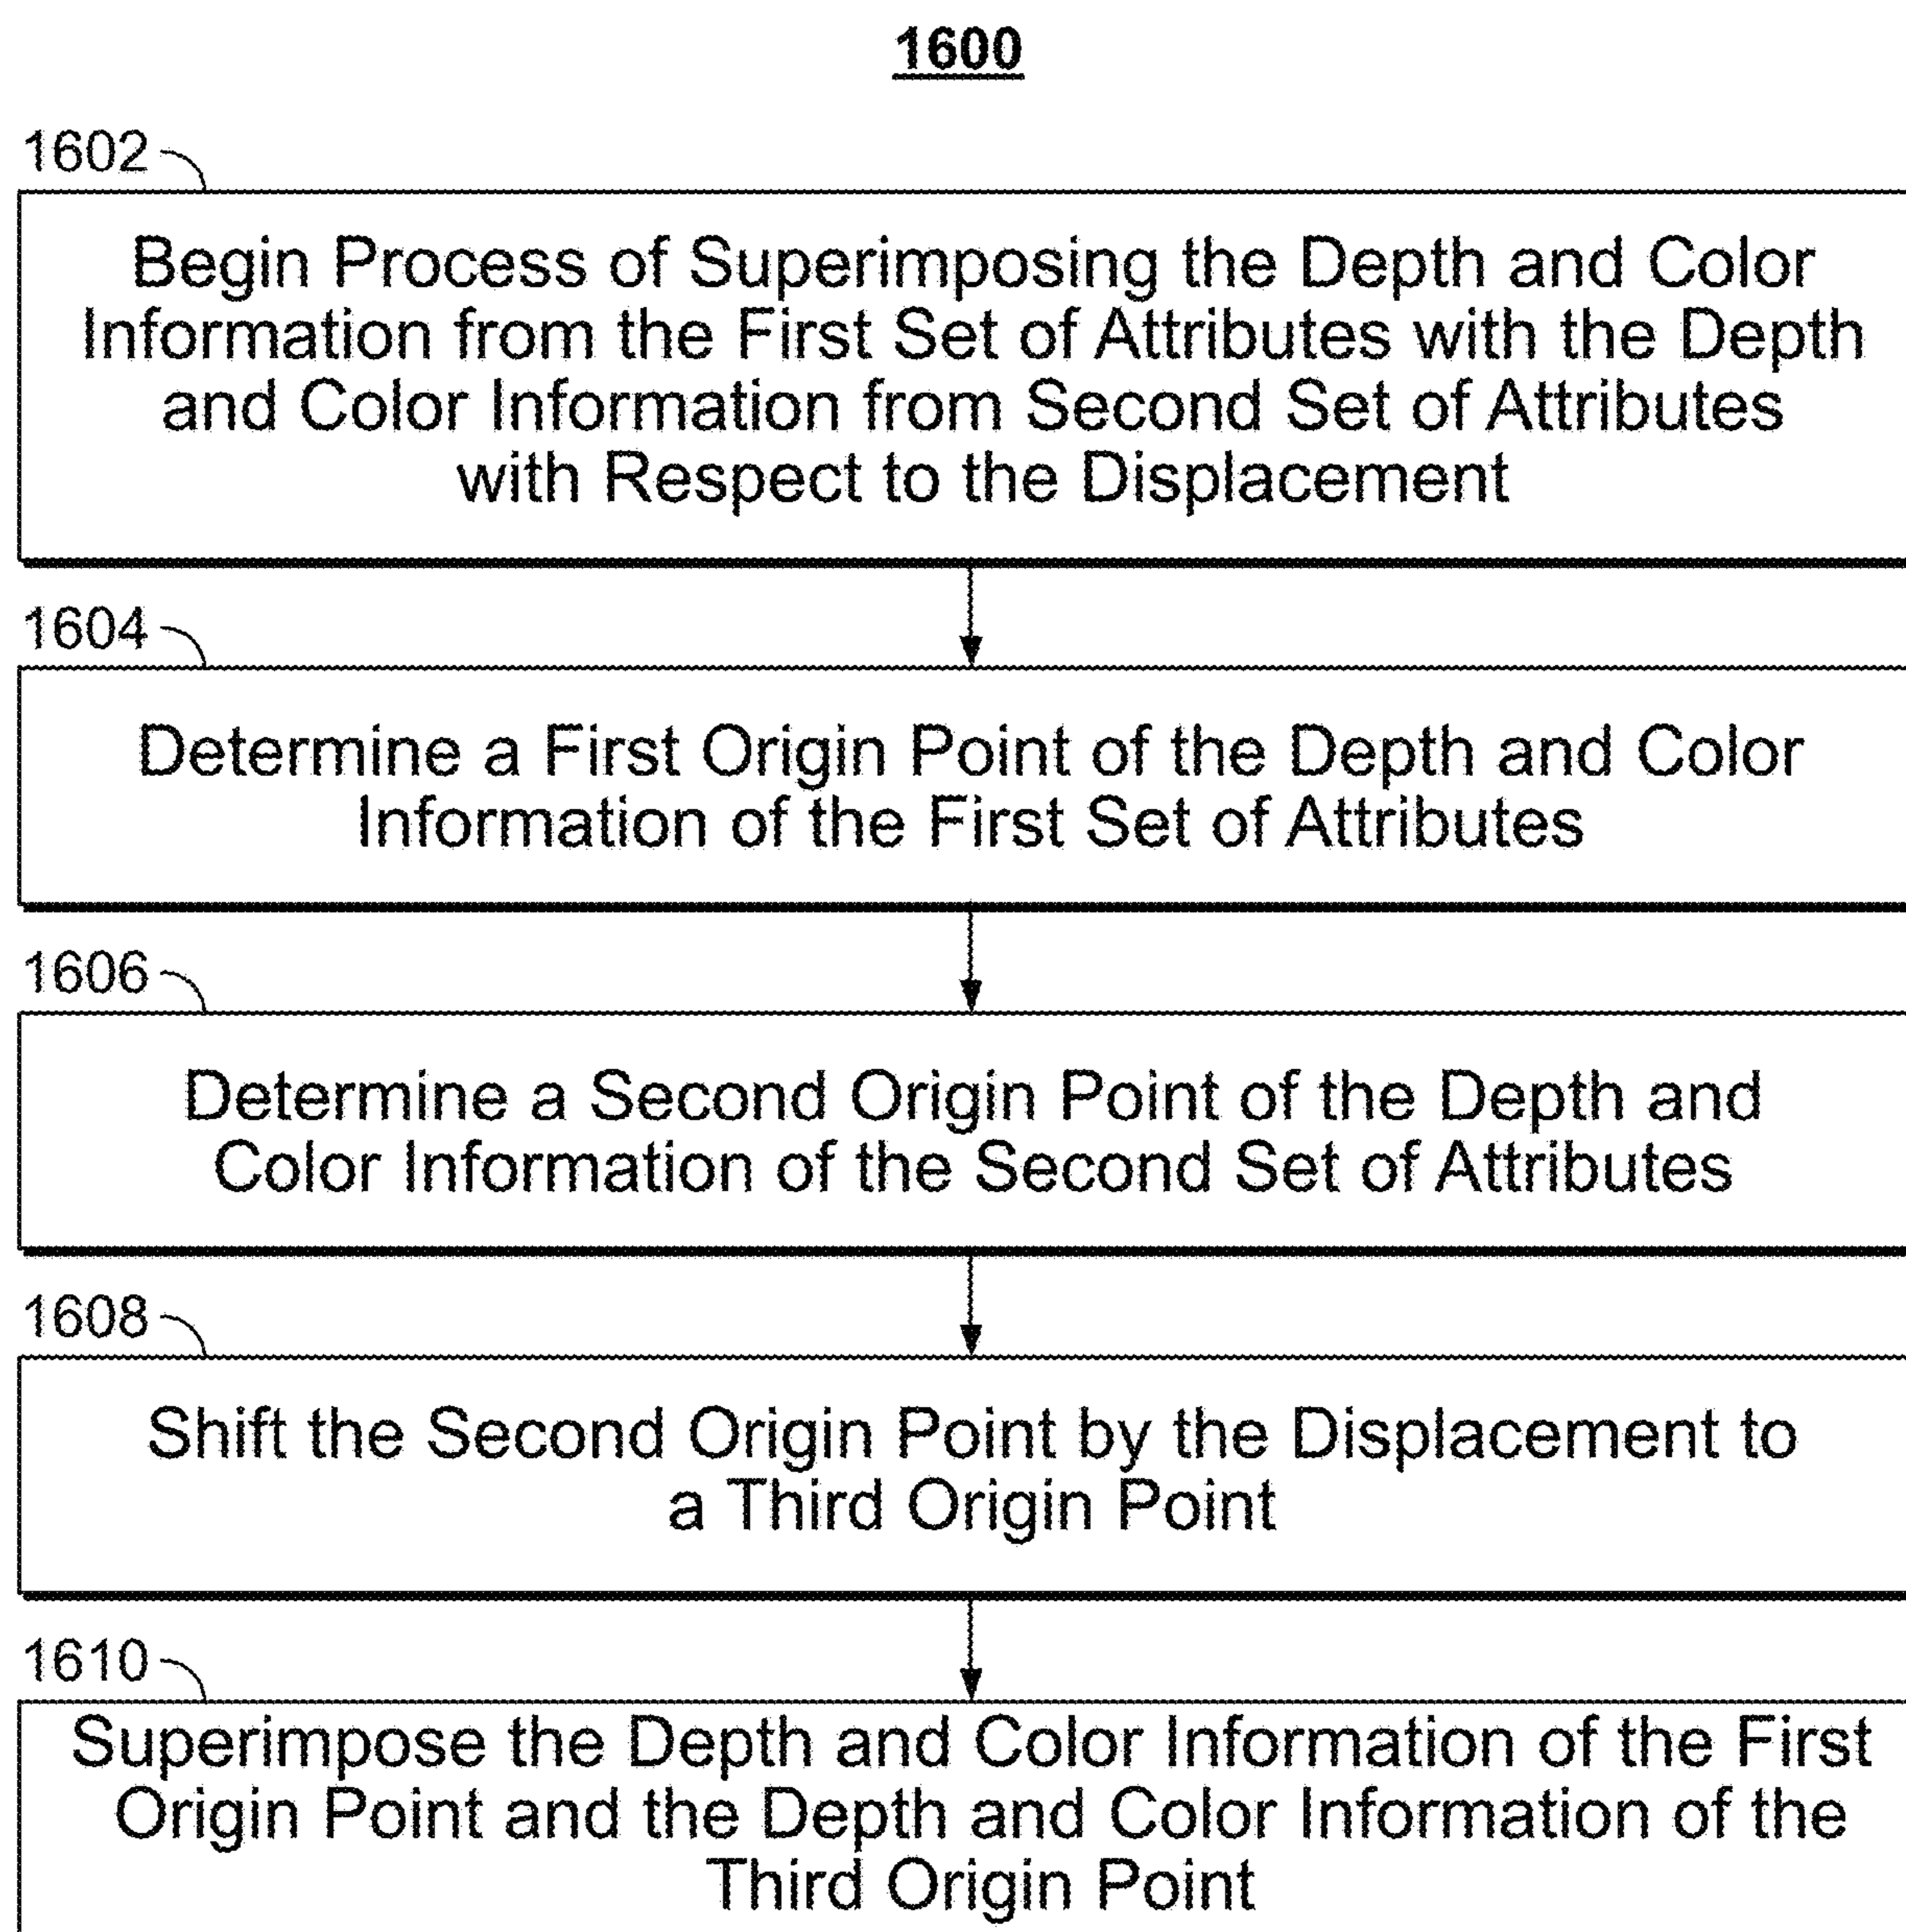 1600
1602
Begin Process of Superimposing the Depth and Color
Information from the First Set of Attributes with the Depth
and Color Information from Second Set of Attributes
with Respect to the Displacement
1604
Determine a First Origin Point of the Depth and Color
Information of the First Set of Attributes
1606
Determine a Second Origin Point of the Depth and
Color Information of the Second Set of Attributes
1608
Shift the Second Origin Point by the Displacement to
a Third Origin Point
1610
Superimpose the Depth and Color Information of the First
Origin Point and the Depth and Color Information of the
Third Origin Point